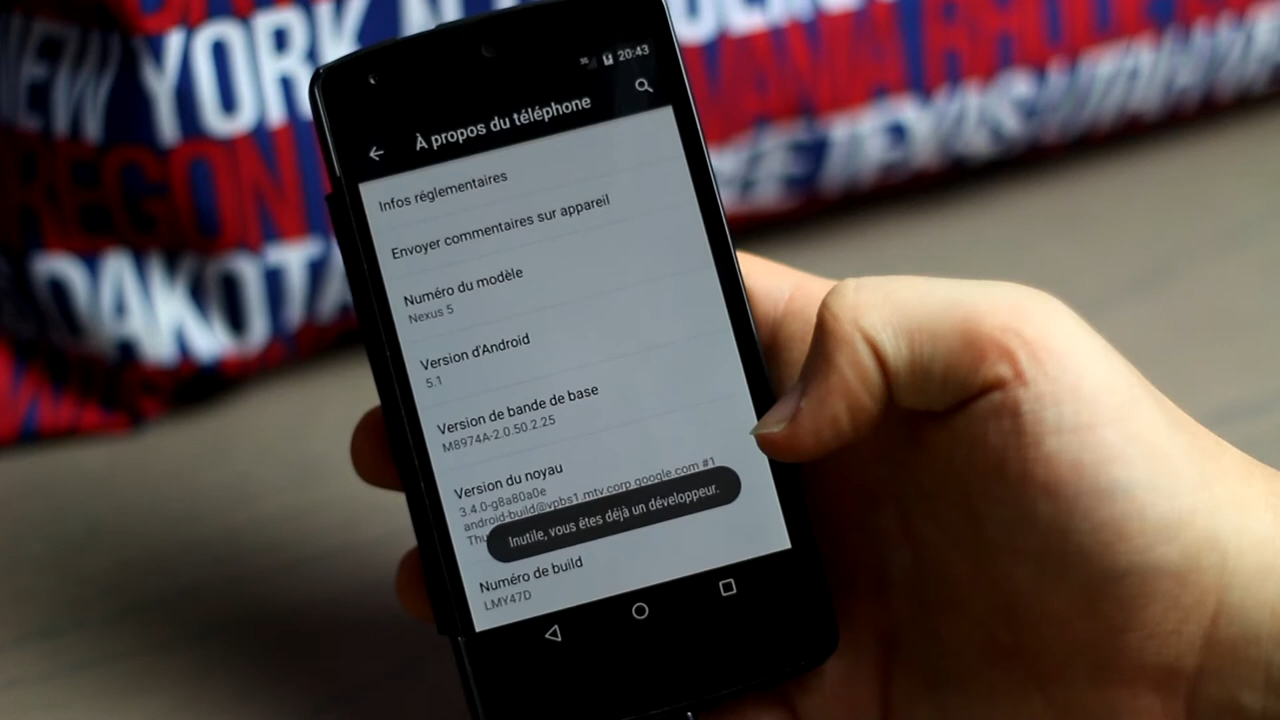 NEW YORK
REGON
DAKOTA
20:43
À propos du téléphone
Infos réglementaires
Envoyer commentaires sur appareil
Numéro du modèle
Nexus 5
Version d'Android
5.1
Version de bande de base
M8974A-2.0.50.2.25
Version du noyau
3.4.0-g8a80a0e
android-build@vpbs1.mtv.corp.google.com #1
Thu
Inutile, vous êtes déjà un développeur.
Numéro de build
LMY47D